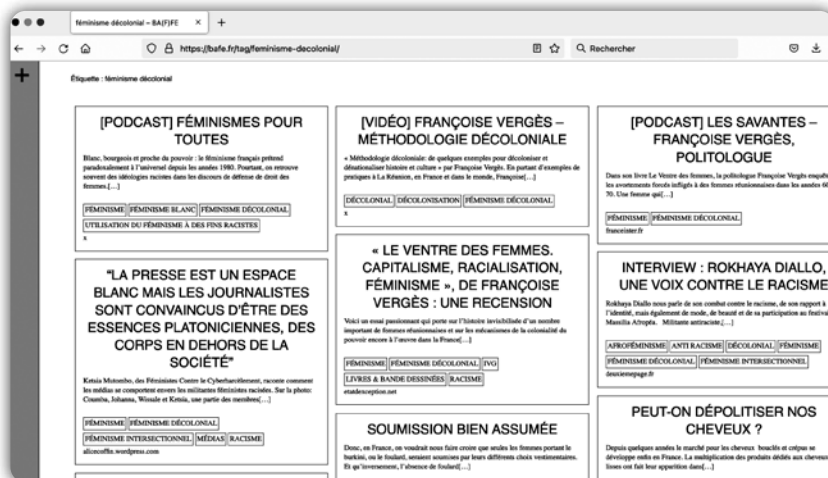 féminisme décolonial – BA(F)FE
https://bafe.fr/tag/feminisme-decolonial/
Rechercher
Étiquette : féminisme décolonial
[PODCAST] FÉMINISMES POUR
TOUTES
Blanc, bourgeois et proche du pouvoir : le féminisme français prétend
paradoxalement à l'universel depuis les années 1980. Pourtant, on retrouve
souvent des idéologies racistes dans les discours de défense de droit des
femmes.[…]
FÉMINISME FÉMINISME BLANC FÉMINISME DÉCOLONIAL
UTILISATION DU FÉMINISME À DES FINS RACISTES
x
"LA PRESSE EST UN ESPACE
BLANC MAIS LES JOURNALISTES
SONT CONVAINCUS D'ÊTRE DES
ESSENCES PLATONICIENNES, DES
CORPS EN DEHORS DE LA
SOCIÉTÉ"
Ketsia Mutombo, des Féministes Contre le Cyberharcèlement, raconte comment
les médias se comportent envers les militantes féministes racisées. Sur la photo:
Coumba, Johanna, Wissale et Ketsia, une partie des membres[…]
FÉMINISME FÉMINISME DÉCOLONIAL
FÉMINISME INTERSECTIONNEL MÉDIAS RACISME
alicecoffin.wordpress.com
[VIDÉO] FRANÇOISE VERGÈS –
MÉTHODOLOGIE DÉCOLONIALE
« Méthodologie décoloniale: de quelques exemples pour décoloniser et
dénationaliser histoire et culture » par Françoise Vergès. En partant d'exemples de
pratiques à La Réunion, en France et dans le monde, Françoise[…]
DÉCOLONIAL DÉCOLONISATION FÉMINISME DÉCOLONIAL
x
« LE VENTRE DES FEMMES.
CAPITALISME, RACIALISATION,
FÉMINISME », DE FRANÇOISE
VERGÈS : UNE RECENSION
Voici un essai passionnant qui porte sur l'histoire invisibilisée d'un nombre
important de femmes réunionnaises et sur les mécanismes de la colonialité du
pouvoir encore à l'œuvre dans la France[…]
FÉMINISME FÉMINISME DÉCOLONIAL IVG
LIVRES & BANDE DESSINÉES RACISME
etatdexception.net
SOUMISSION BIEN ASSUMÉE
Donc, en France, on voudrait nous faire croire que seules les femmes portant le
burkini, ou le foulard, seraient soumises par leurs différents choix vestimentaires.
Et qu'inversement, l'absence de foulard[…]
[PODCAST] LES SAVANTES –
FRANÇOISE VERGÈS,
POLITOLOGUE
Dans son livre Le Ventre des femmes, la politologue Françoise Vergès enquête
les avortements forcés infligés à des femmes réunionnaises dans les années 60
70. Une femme qui[…]
FÉMINISME FÉMINISME DÉCOLONIAL
franceinter.fr
INTERVIEW : ROKHAYA DIALLO,
UNE VOIX CONTRE LE RACISME
Rokhaya Diallo nous parle de son combat contre le racisme, de son rapport à
l'identité, mais également de mode, de beauté et de sa participation au festival
Massilia Afropéa. Militante antiraciste,[…]
AFROFÉMINISME ANTI RACISME DÉCOLONIAL FÉMINISME
FÉMINISME DÉCOLONIAL FÉMINISME INTERSECTIONNEL
deuxiemepage.fr
PEUT-ON DÉPOLITISER NOS
CHEVEUX ?
Depuis quelques années le marché pour les cheveux bouclés et crépus se
développe enfin en France. La multiplication des produits dédiés aux cheveux
lisses ont fait leur apparition dans[…]